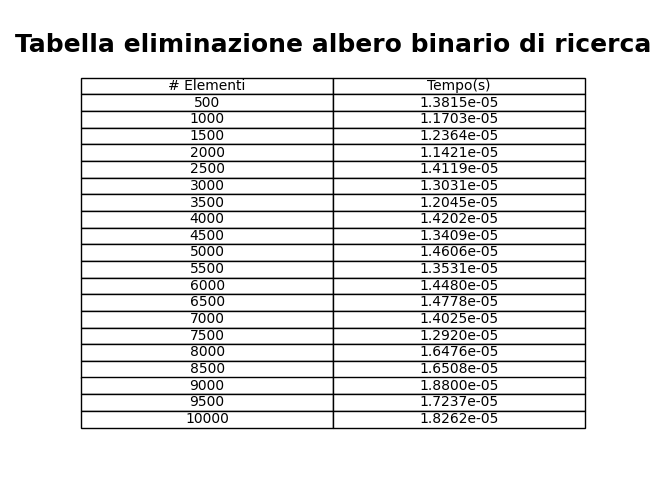 Tabella eliminazione albero binario di ricerca
# Elementi Tempo(s)
500 1.3815e-05
1000 1.1703e-05
1500 1.2364e-05
2000 1.1421e-05
2500 1.4119e-05
3000 1.3031e-05
3500 1.2045e-05
4000 1.4202e-05
4500 1.3409e-05
5000 1.4606e-05
5500 1.3531e-05
6000 1.4480e-05
6500 1.4778e-05
7000 1.4025e-05
7500 1.2920e-05
8000 1.6476e-05
8500 1.6508e-05
9000 1.8800e-05
9500 1.7237e-05
10000 1.8262e-05